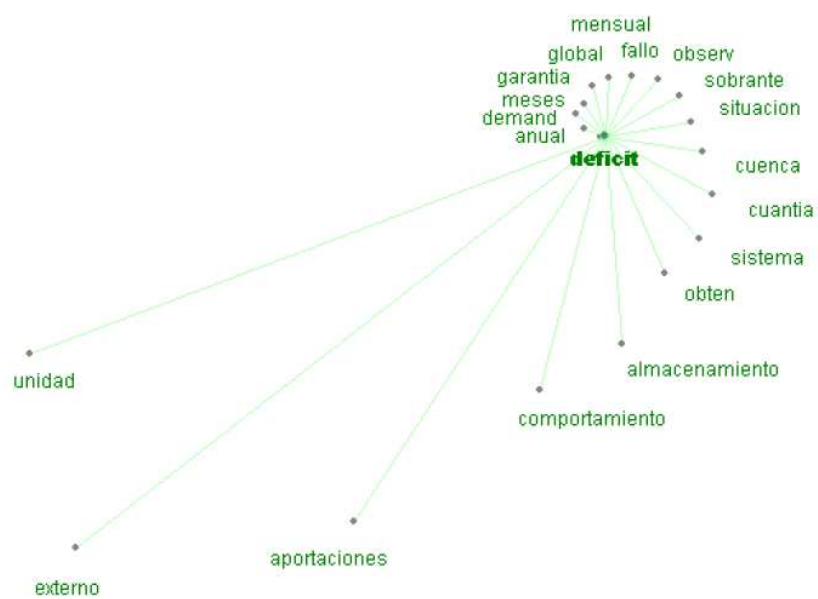 mensual
global
fallo
observ
garantia
sobrante
meses
situacion
demand
anual
deficit
cuenca
cuantia
sistema
obten
almacenamiento
unidad
comportamiento
aportaciones
externo